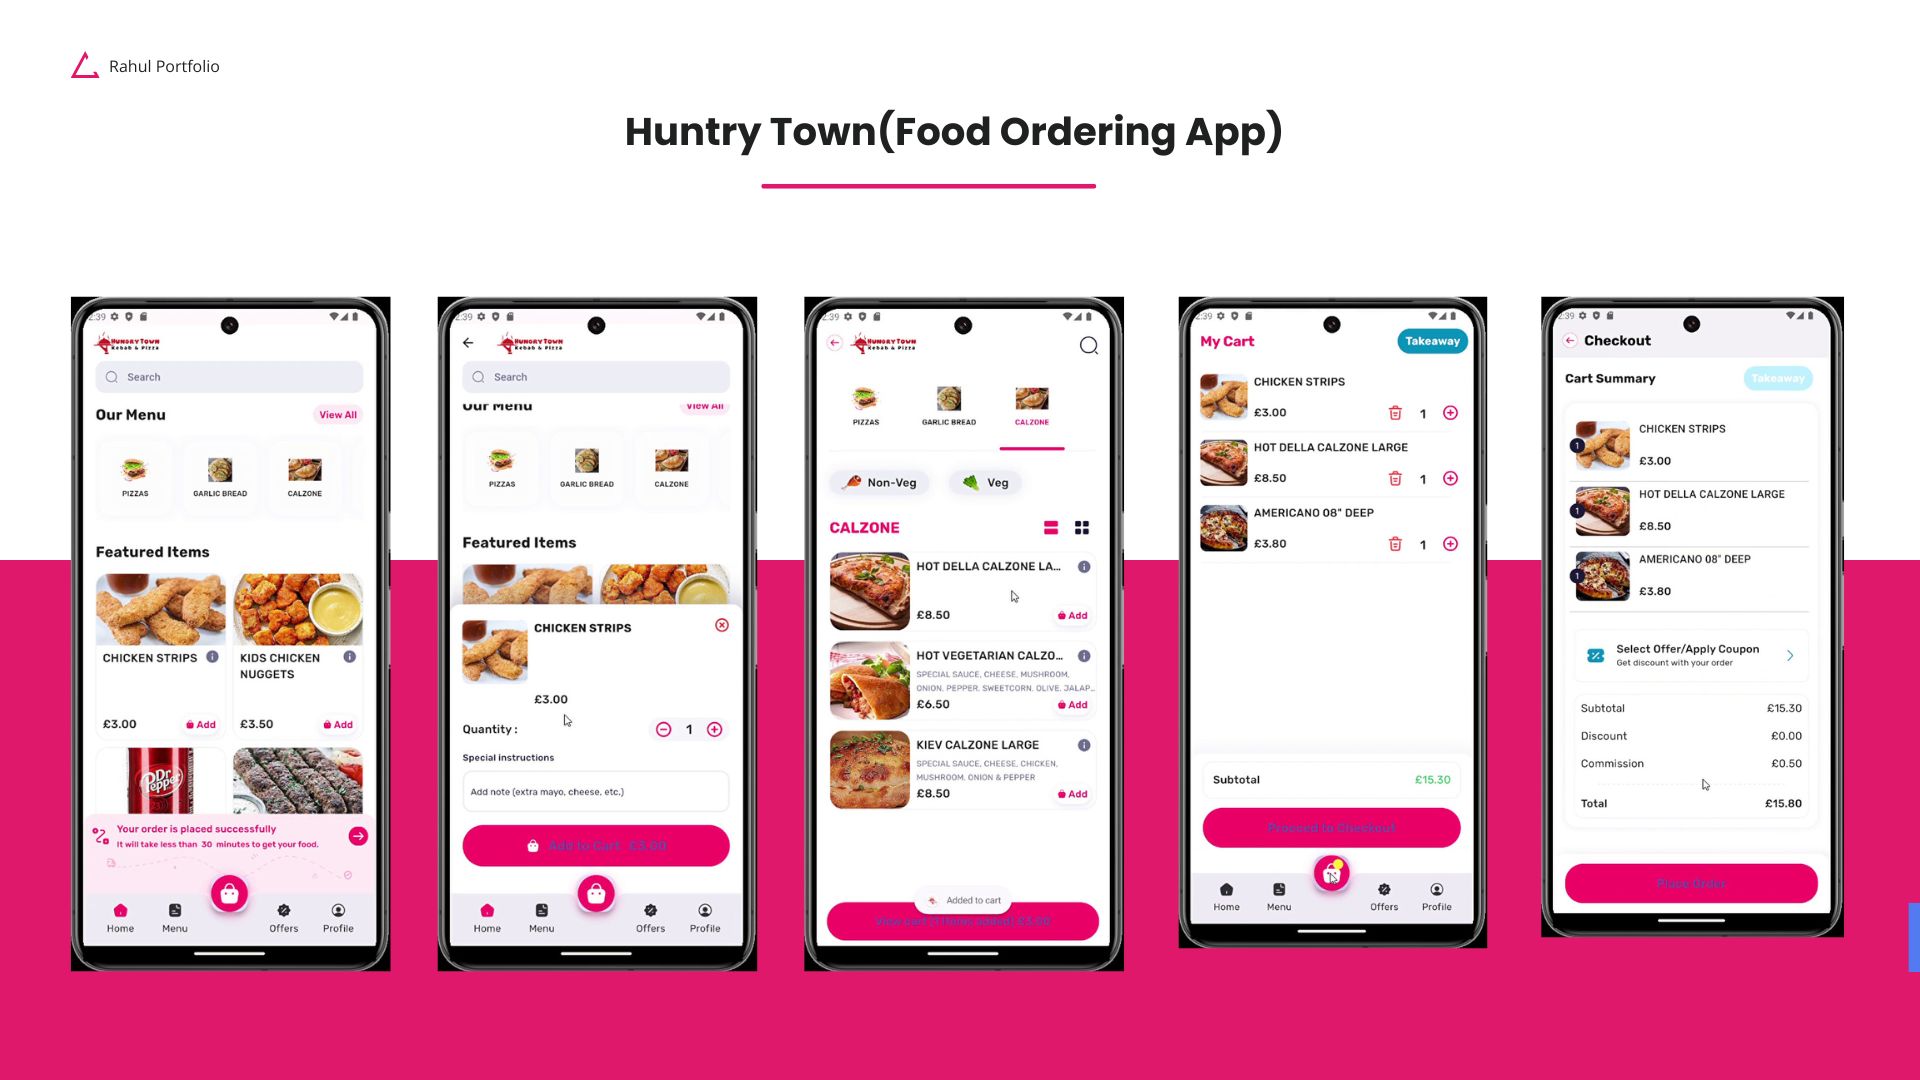 Rahul Portfolio
Huntry Town(Food Ordering App)
2:39
HUNGRY TOWN
Kebab & Pizza
Search
Our Menu
View All
PIZZAS
GARLIC BREAD
CALZONE
Featured Items
CHICKEN STRIPS
£3.00
Add
KIDS CHICKEN
NUGGETS
£3.50
Add
Dr Pepper
Your order is placed successfully
It will take less than 30 minutes to get your food.
Home
Menu
Offers
Profile
2:39
HUNGRY TOWN
Kebab & Pizza
Search
Our Menu
View All
PIZZAS
GARLIC BREAD
CALZONE
Featured Items
CHICKEN STRIPS
£3.00
Quantity :
1
Special instructions
Add note (extra mayo, cheese, etc.)
Add to Cart £3.00
Home
Menu
Offers
Profile
2:39
HUNGRY TOWN
Kebab & Pizza
PIZZAS
GARLIC BREAD
CALZONE
Non-Veg
Veg
CALZONE
HOT DELLA CALZONE LA...
£8.50
Add
HOT VEGETARIAN CALZO...
SPECIAL SAUCE, CHEESE, MUSHROOM,
ONION, PEPPER, SWEETCORN, OLIVE, JALAP...
£6.50
Add
KIEV CALZONE LARGE
SPECIAL SAUCE, CHEESE, CHICKEN,
MUSHROOM, ONION & PEPPER
£8.50
Add
Added to cart
View cart (1 items added) £3.00
2:39
My Cart
Takeaway
CHICKEN STRIPS
£3.00
1
HOT DELLA CALZONE LARGE
£8.50
1
AMERICANO 08" DEEP
£3.80
1
Subtotal
£15.30
Proceed to Checkout
Home
Menu
Offers
Profile
2:39
Checkout
Cart Summary
Takeaway
1
CHICKEN STRIPS
£3.00
1
HOT DELLA CALZONE LARGE
£8.50
1
AMERICANO 08" DEEP
£3.80
Select Offer/Apply Coupon
Get discount with your order
Subtotal
£15.30
Discount
£0.00
Commission
£0.50
Total
£15.80
Place Order